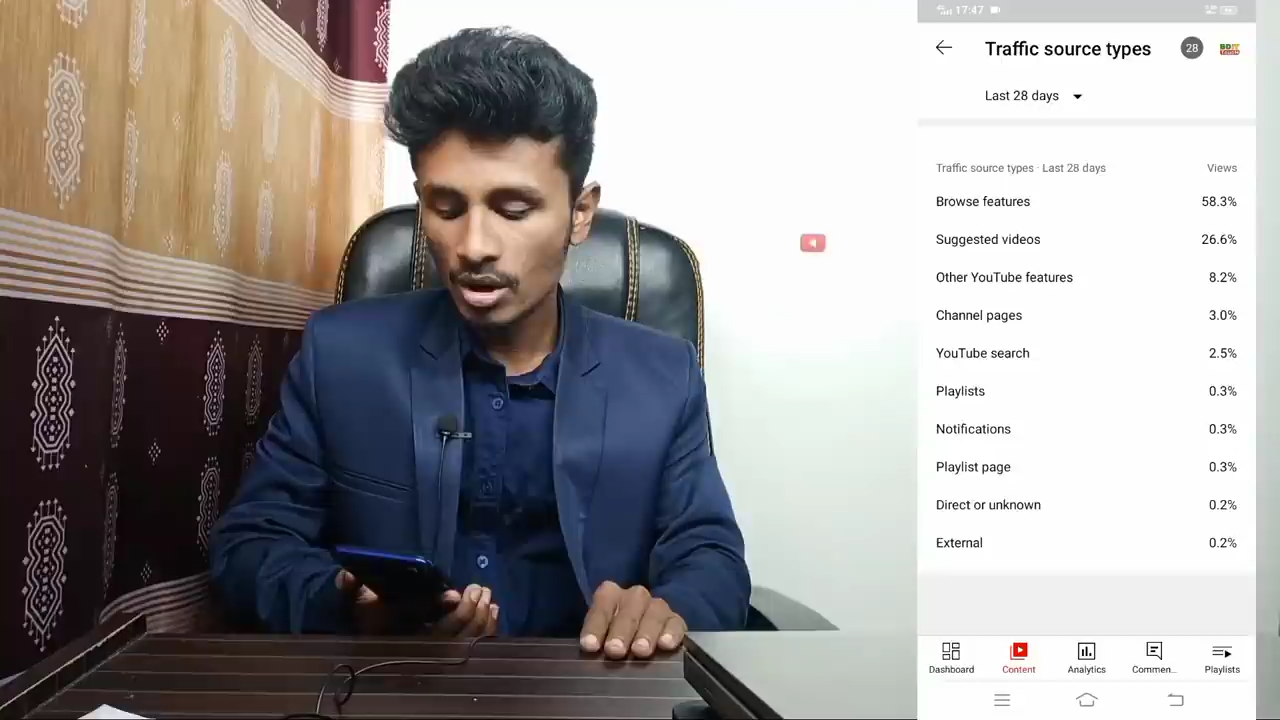 17:47
Traffic source types
28
Last 28 days
Traffic source types · Last 28 days Views
Browse features 58.3%
Suggested videos 26.6%
Other YouTube features 8.2%
Channel pages 3.0%
YouTube search 2.5%
Playlists 0.3%
Notifications 0.3%
Playlist page 0.3%
Direct or unknown 0.2%
External 0.2%
Dashboard Content Analytics Commen... Playlists